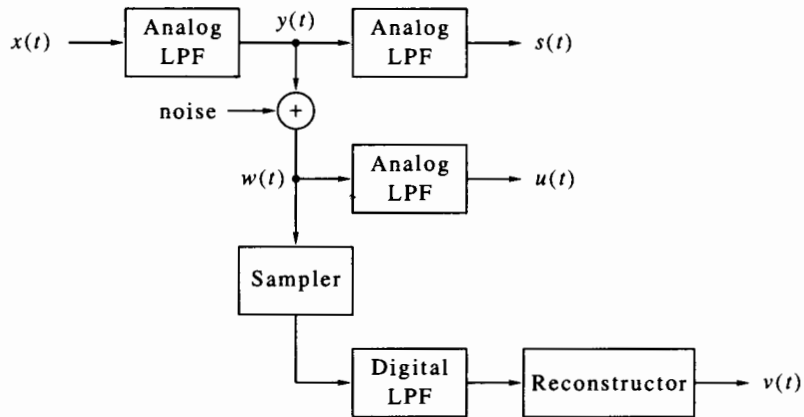 x(t)
Analog
LPF
y(t)
Analog
LPF
s(t)
noise
+
w(t)
Analog
LPF
u(t)
Sampler
Digital
LPF
Reconstructor
v(t)